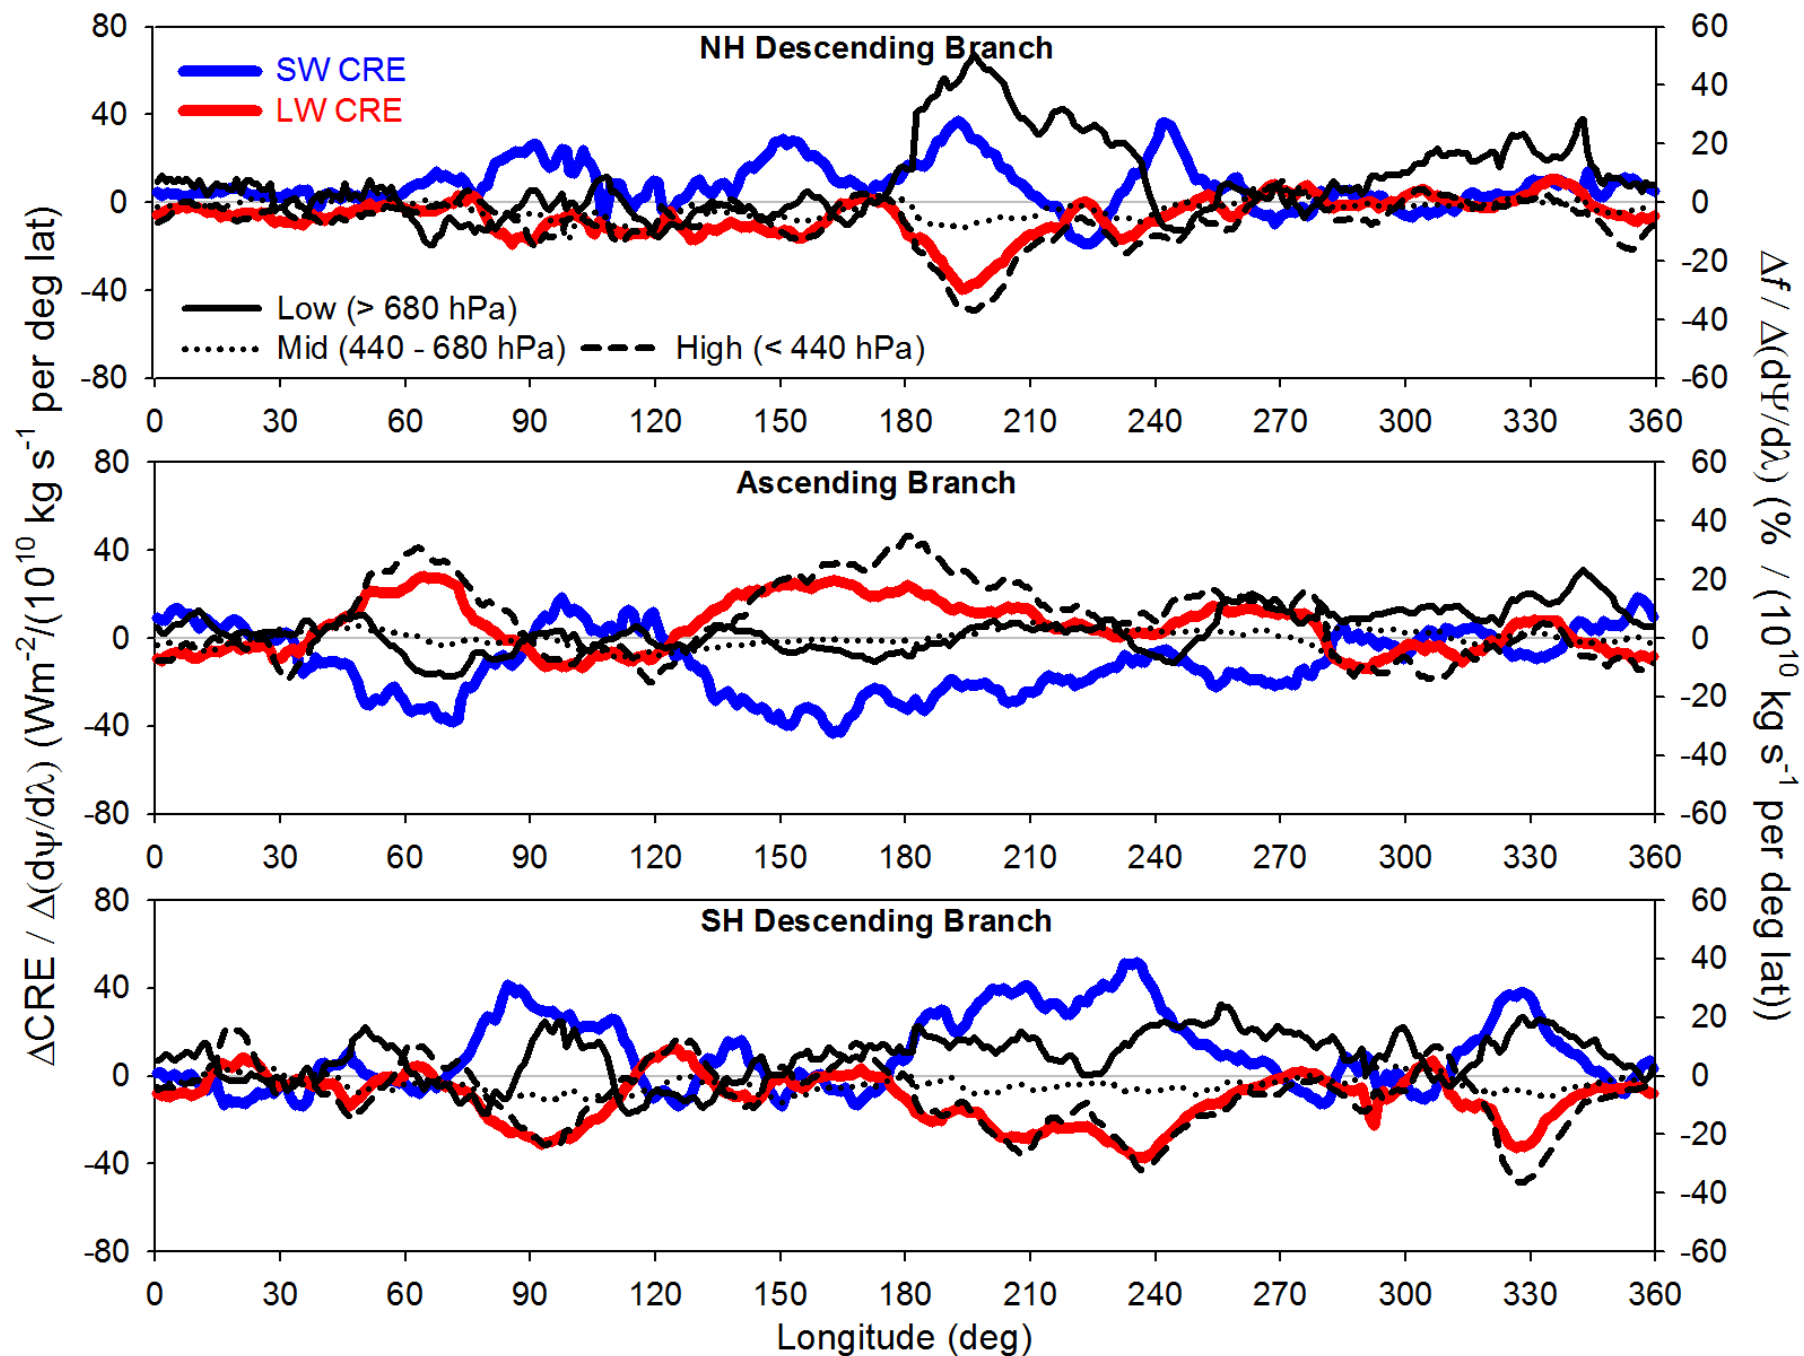 80
40
0
-40
-80
NH Descending Branch
SW CRE
LW CRE
Low (> 680 hPa)
Mid (440 - 680 hPa)
High (< 440 hPa)
60
40
20
0
-20
-40
-60
0 30 60 90 120 150 180 210 240 270 300 330 360
80
40
0
-40
-80
Ascending Branch
60
40
20
0
-20
-40
-60
0 30 60 90 120 150 180 210 240 270 300 330 360
80
40
0
-40
-80
SH Descending Branch
60
40
20
0
-20
-40
-60
0 30 60 90 120 150 180 210 240 270 300 330 360
Longitude (deg)
ΔCRE / Δ(dψ/dλ) (Wm⁻²/(10¹⁰ kg s⁻¹ per deg lat)
Δf / Δ(dΨ/dλ) (% / (10¹⁰ kg s⁻¹ per deg lat))